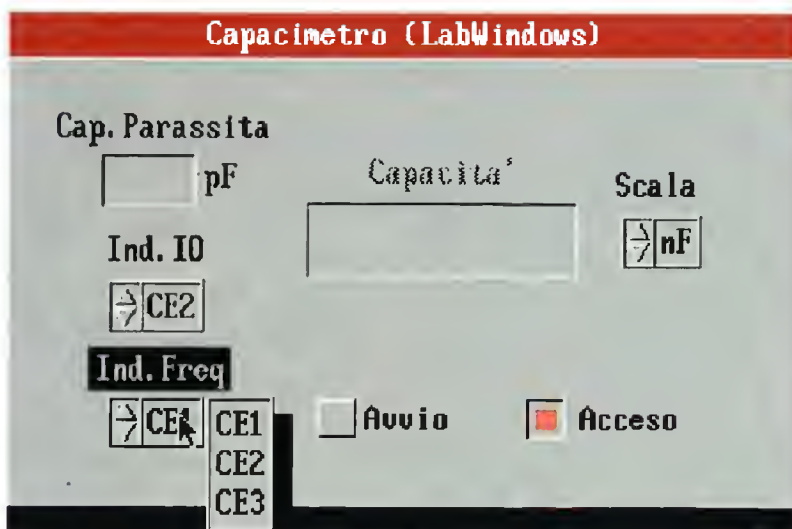 Capacimetro (LabWindows)
Cap. Parassita
pF
Capacita'
Scala
nF
Ind. IO
CE2
Ind. Freq
CE1
CE1
CE2
CE3
Avvio
Acceso